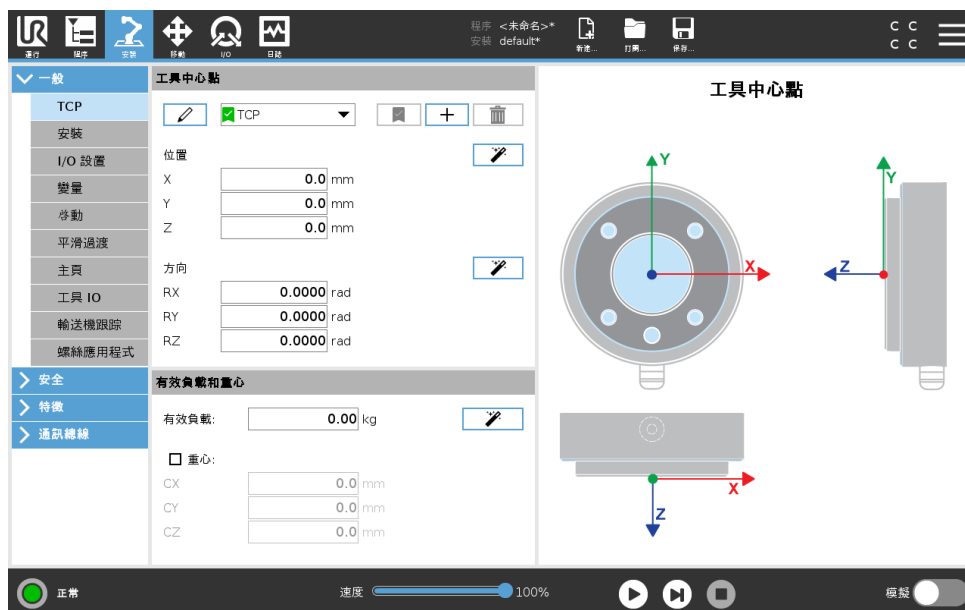 程序 <未命名>*
安裝 default*
運行 程序 安裝 移動 I/O 日誌 新建... 打開... 保存...
C C
C C
一般
TCP
安裝
I/O 設置
變量
啓動
平滑過渡
主頁
工具 IO
輸送機跟踪
螺絲應用程式
安全
特徵
通訊總線
工具中心點
TCP
位置
X 0.0 mm
Y 0.0 mm
Z 0.0 mm
方向
RX 0.0000 rad
RY 0.0000 rad
RZ 0.0000 rad
有效負載和重心
有效負載: 0.00 kg
重心:
CX 0.0 mm
CY 0.0 mm
CZ 0.0 mm
工具中心點
Y
X
Y
Z
X
Z
正常
速度 100%
模擬